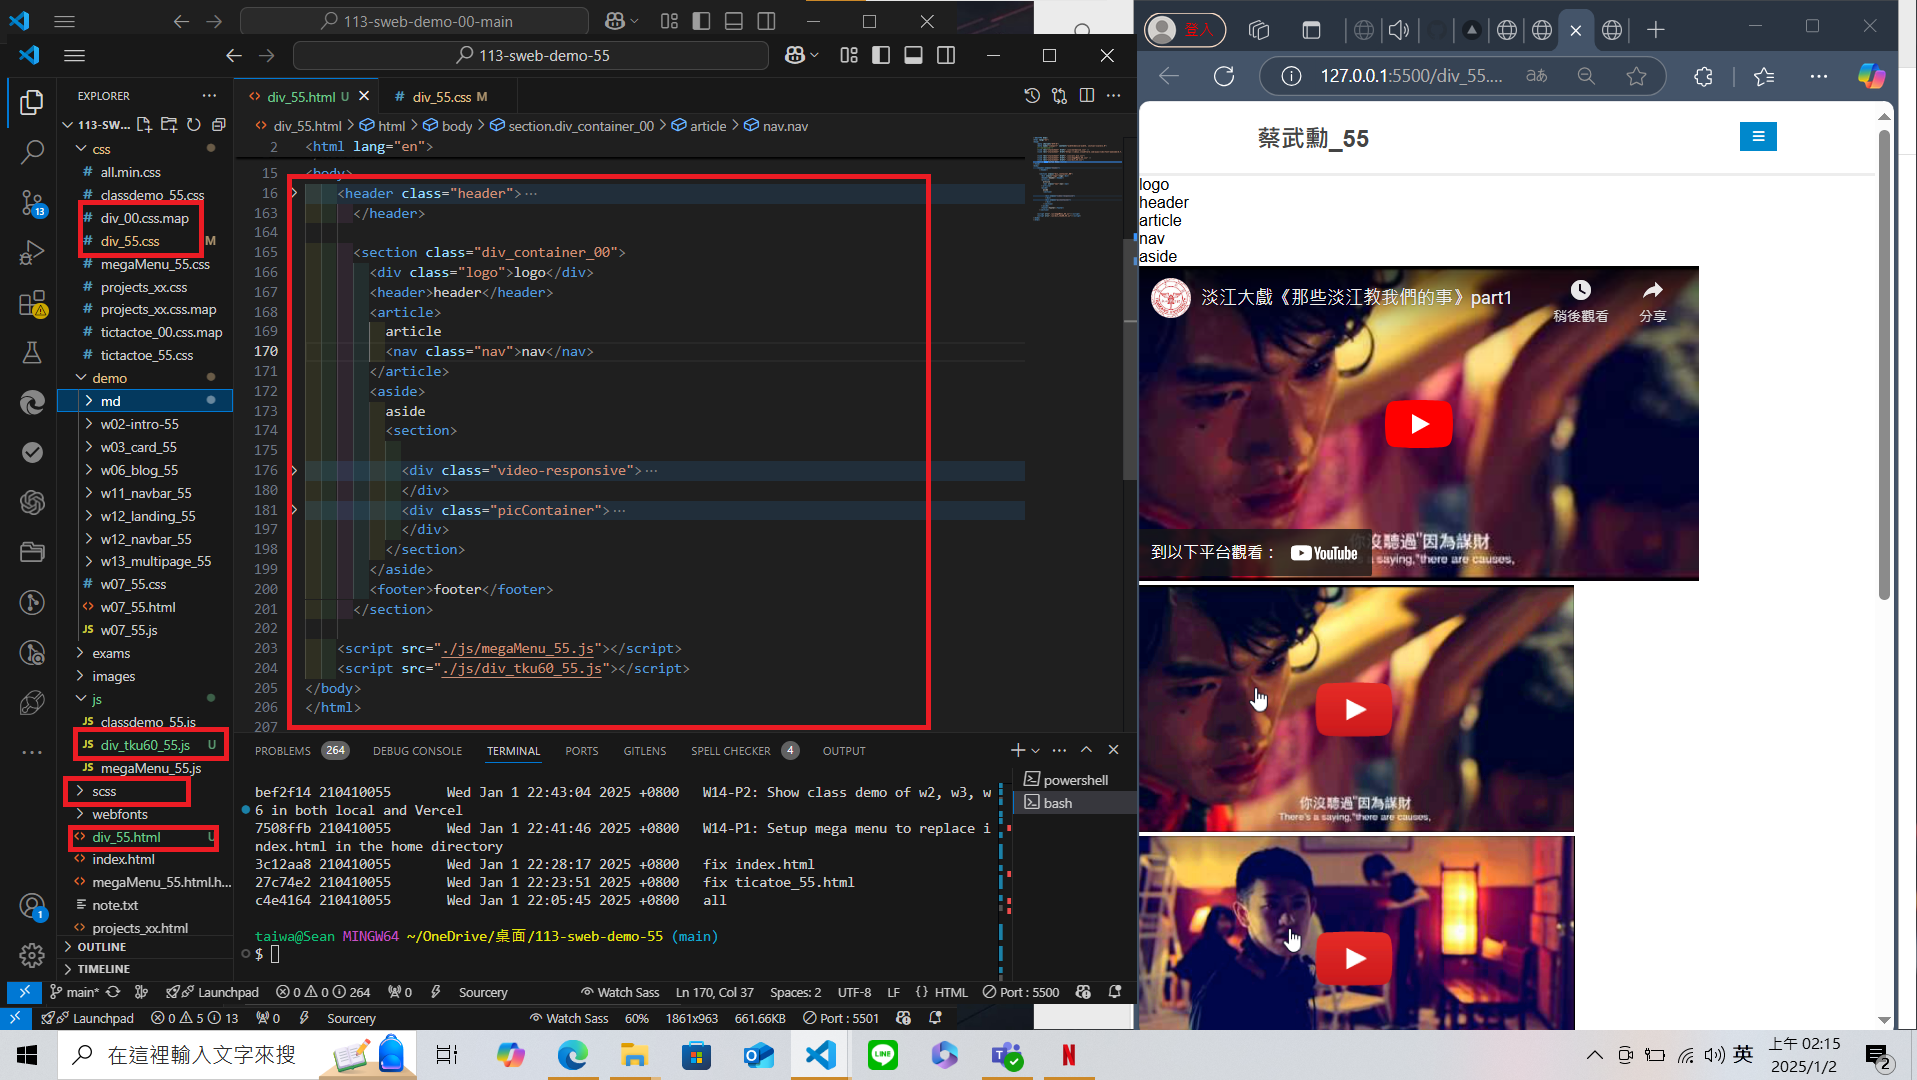 113-sweb-demo-00-main
113-sweb-demo-55
EXPLORER
113-SW...
css
all.min.css
classdemo_55.css
div_00.css.map
div_55.css M
megaMenu_55.css
projects_xx.css
projects_xx.css.map
tictactoe_00.css.map
tictactoe_55.css
demo
md
w02-intro-55
w03_card_55
w06_blog_55
w11_navbar_55
w12_landing_55
w12_navbar_55
w13_multipage_55
w07_55.css
w07_55.html
w07_55.js
exams
images
js
classdemo_55.js
div_tku60_55.js U
megaMenu_55.js
scss
webfonts
div_55.html U
index.html
megaMenu_55.html.h...
note.txt
projects_xx.html
OUTLINE
TIMELINE
13
1
div_55.html U
div_55.css M
div_55.html > html > body > section.div_container_00 > article > nav.nav
2 <html lang="en">
15 <body>
16 <header class="header"> ...
163 </header>
164
165 <section class="div_container_00">
166 <div class="logo">logo</div>
167 <header>header</header>
168 <article>
169 article
170 <nav class="nav">nav</nav>
171 </article>
172 <aside>
173 aside
174 <section>
175
176 <div class="video-responsive"> ...
180 </div>
181 <div class="picContainer"> ...
197 </div>
198 </section>
199 </aside>
200 <footer>footer</footer>
201 </section>
202
203 <script src="./js/megaMenu_55.js"></script>
204 <script src="./js/div_tku60_55.js"></script>
205 </body>
206 </html>
207
PROBLEMS 264 DEBUG CONSOLE TERMINAL PORTS GITLENS SPELL CHECKER 4 OUTPUT
powershell
bash
bef2f14 210410055 Wed Jan 1 22:43:04 2025 +0800 W14-P2: Show class demo of w2, w3, w
6 in both local and Vercel
7508ffb 210410055 Wed Jan 1 22:41:46 2025 +0800 W14-P1: Setup mega menu to replace i
ndex.html in the home directory
3c12aa8 210410055 Wed Jan 1 22:28:17 2025 +0800 fix index.html
27c74e2 210410055 Wed Jan 1 22:23:51 2025 +0800 fix ticatoe_55.html
c4e4164 210410055 Wed Jan 1 22:05:45 2025 +0800 all
taiwa@Sean MINGW64 ~/OneDrive/桌面/113-sweb-demo-55 (main)
$
main* Launchpad 0 0 264 0 Sourcery Watch Sass Ln 170, Col 37 Spaces: 2 UTF-8 LF {} HTML Port : 5500
Launchpad 0 5 13 0 Sourcery Watch Sass 60% 1861x963 661.66KB Port : 5501
登入
127.0.0.1:5500/div_55....
蔡武勳_55
logo
header
article
nav
aside
淡江大戲《那些淡江教我們的事》part1
稍後觀看
分享
你沒聽過"因為謀財
There's a saying,"there are causes,
到以下平台觀看： YouTube
你沒聽過"因為謀財
There's a saying,"there are causes,
在這裡輸入文字來搜
LINE
英
上午 02:15
2025/1/2
2